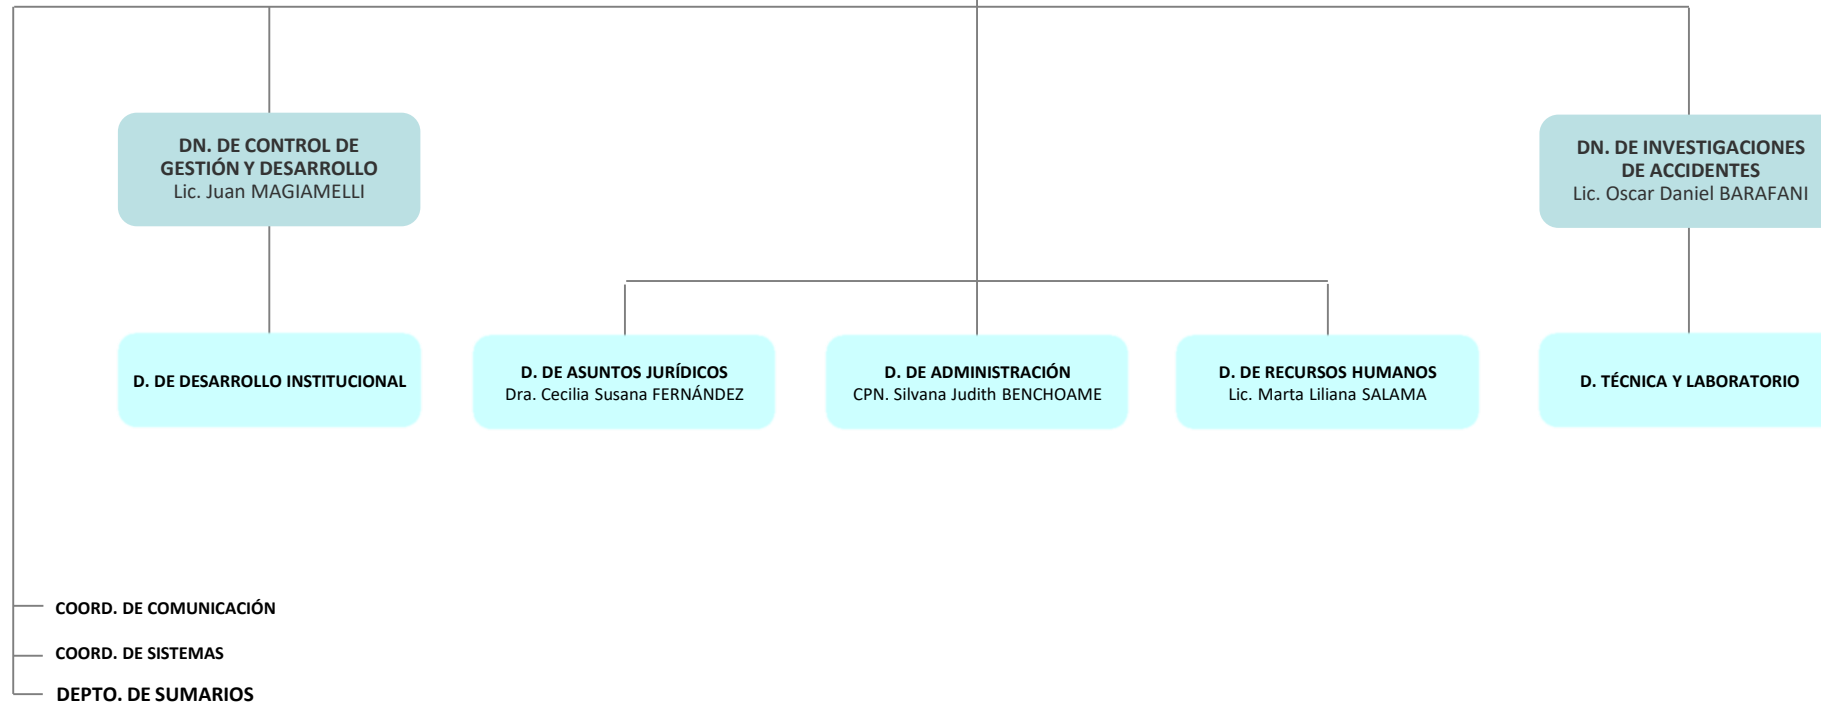 DN. DE CONTROL DE
GESTIÓN Y DESARROLLO
Lic. Juan MAGIAMELLI
DN. DE INVESTIGACIONES
DE ACCIDENTES
Lic. Oscar Daniel BARAFANI
D. DE DESARROLLO INSTITUCIONAL
D. DE ASUNTOS JURÍDICOS
Dra. Cecilia Susana FERNÁNDEZ
D. DE ADMINISTRACIÓN
CPN. Silvana Judith BENCHOAME
D. DE RECURSOS HUMANOS
Lic. Marta Liliana SALAMA
D. TÉCNICA Y LABORATORIO
COORD. DE COMUNICACIÓN
COORD. DE SISTEMAS
DEPTO. DE SUMARIOS